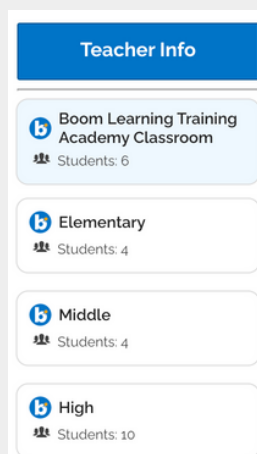 Teacher Info
Boom Learning Training
Academy Classroom
Students: 6
Elementary
Students: 4
Middle
Students: 4
High
Students: 10